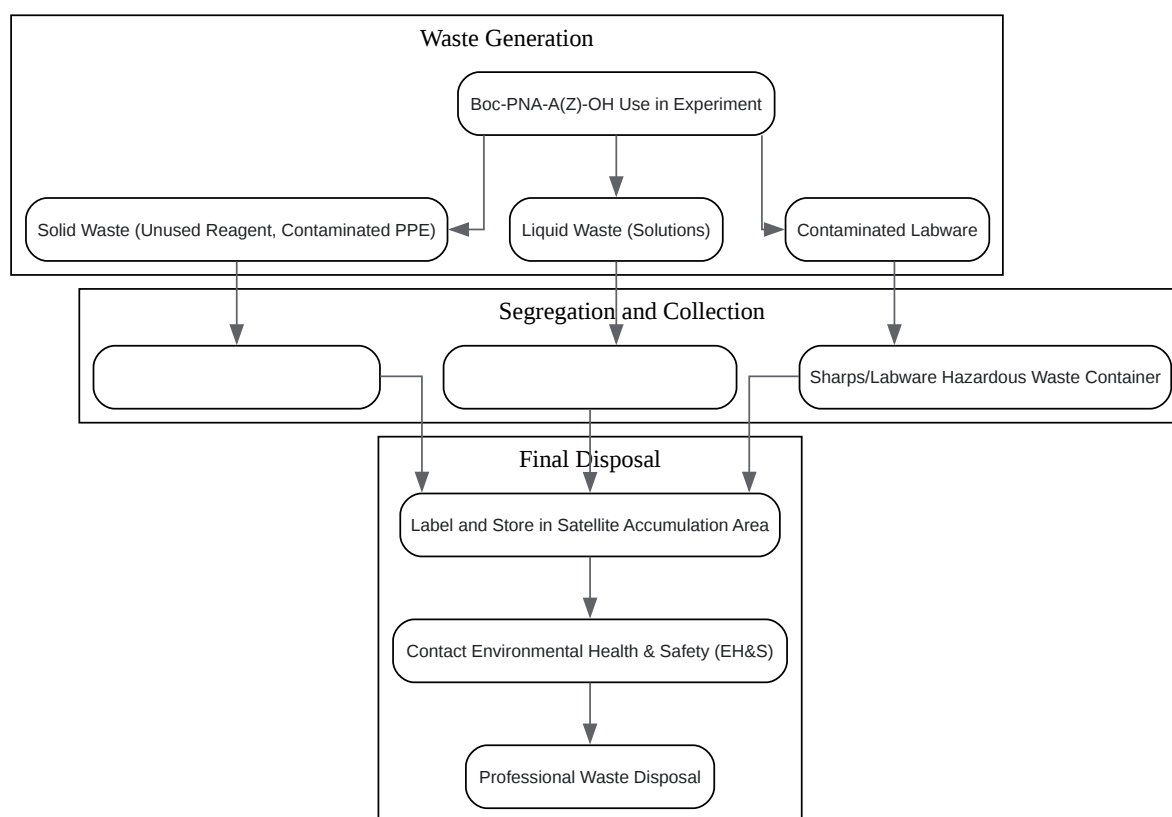 Waste Generation
Boc-PNA-A(Z)-OH Use in Experiment
Solid Waste (Unused Reagent, Contaminated PPE)
Liquid Waste (Solutions)
Contaminated Labware
Segregation and Collection
Sharps/Labware Hazardous Waste Container
Final Disposal
Label and Store in Satellite Accumulation Area
Contact Environmental Health & Safety (EH&S)
Professional Waste Disposal